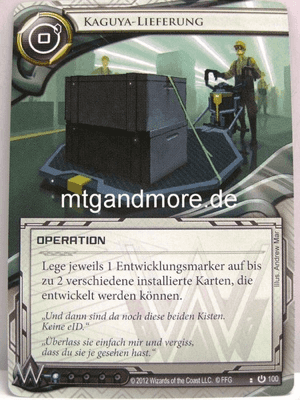 Kaguya-Lieferung
mtgandmore.de
OPERATION
Lege jeweils 1 Entwicklungsmarker auf bis
zu 2 verschiedene installierte Karten, die
entwickelt werden können.
„Und dann sind da noch diese beiden Kisten.
Keine eID."
„Überlass sie einfach mir und vergiss,
dass du sie je gesehen hast."
Illus. Andrew Mar
© 2012 Wizards of the Coast LLC. © FFG
100